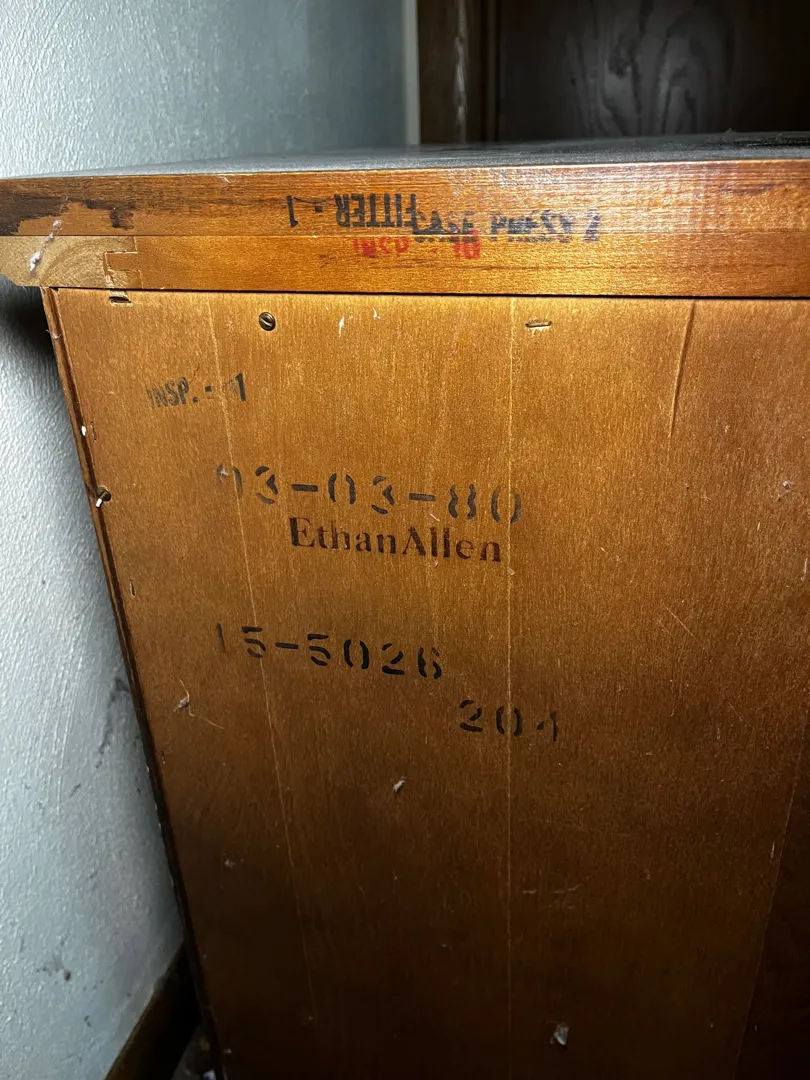 FITTER - 1
CASE PRESS 2
INSP. - 1
03-03-80
EthanAllen
15-5026
204